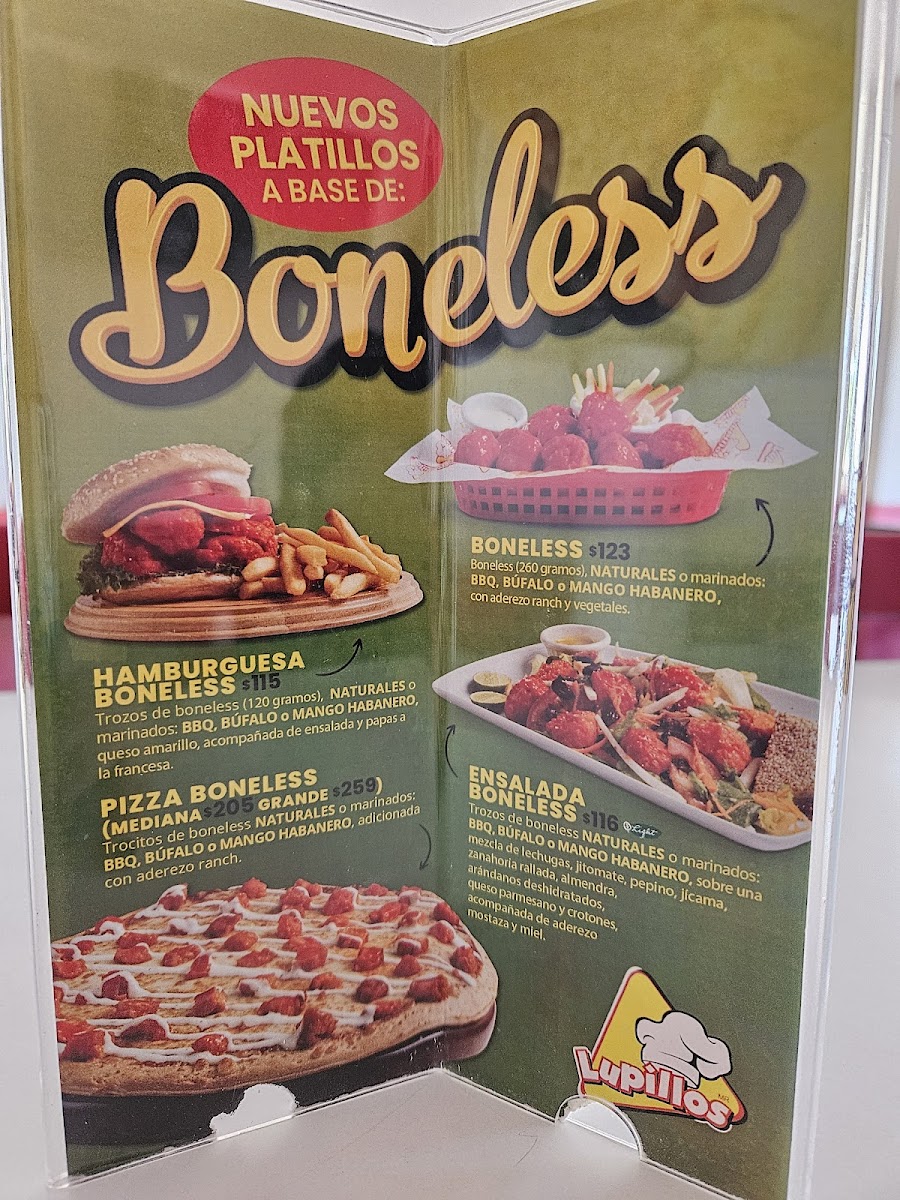 NUEVOS
PLATILLOS
A BASE DE:
Boneless
HAMBURGUESA
BONELESS $115
Trozos de boneless (120 gramos), NATURALES o
marinados: BBQ, BÚFALO o MANGO HABANERO,
queso amarillo, acompañada de ensalada y papas a
la francesa.
PIZZA BONELESS
(MEDIANA $205 GRANDE $259)
Trocitos de boneless NATURALES o marinados:
BBQ, BÚFALO o MANGO HABANERO, adicionada
con aderezo ranch.
BONELESS $123
Boneless (260 gramos), NATURALES o marinados:
BBQ, BÚFALO o MANGO HABANERO,
con aderezo ranch y vegetales.
ENSALADA
BONELESS $116 Light
Trozos de boneless NATURALES o marinados:
BBQ, BÚFALO o MANGO HABANERO, sobre una
mezcla de lechugas, jitomate, pepino, jícama,
zanahoria rallada, almendra,
arándanos deshidratados,
queso parmesano y crotones,
acompañada de aderezo
mostaza y miel.
Lupillos